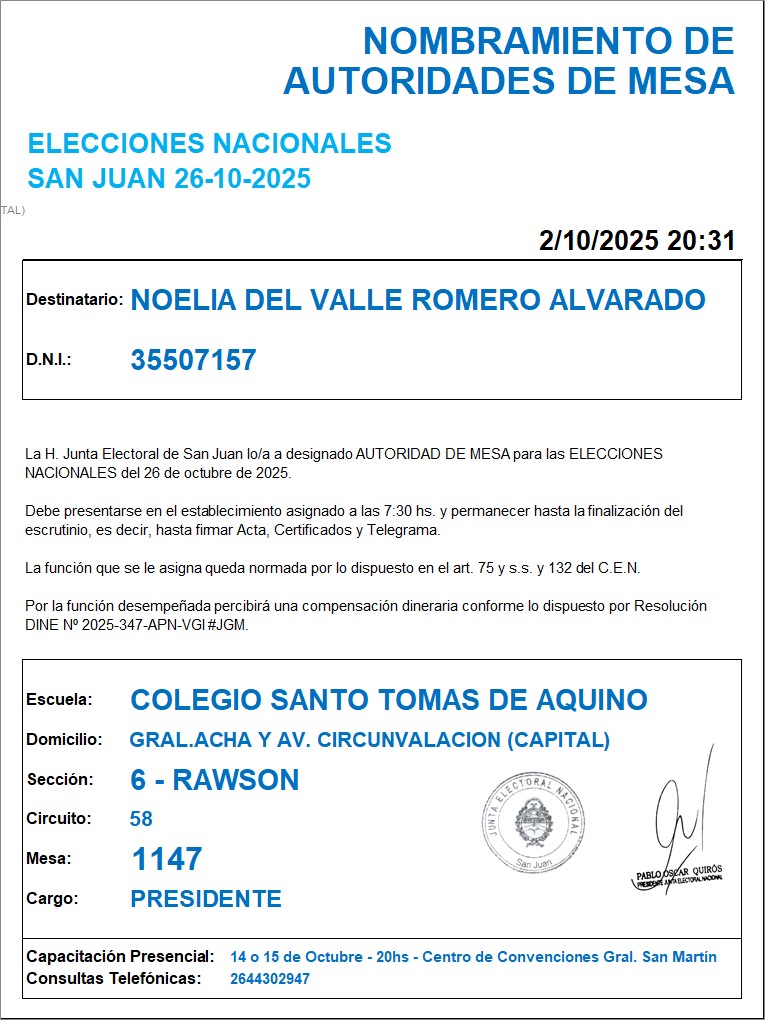 NOMBRAMIENTO DE
AUTORIDADES DE MESA
ELECCIONES NACIONALES
SAN JUAN 26-10-2025
TAL)
2/10/2025 20:31
Destinatario: NOELIA DEL VALLE ROMERO ALVARADO
D.N.I.: 35507157
La H. Junta Electoral de San Juan lo/a a designado AUTORIDAD DE MESA para las ELECCIONES
NACIONALES del 26 de octubre de 2025.
Debe presentarse en el establecimiento asignado a las 7:30 hs. y permanecer hasta la finalización del
escrutinio, es decir, hasta firmar Acta, Certificados y Telegrama.
La función que se le asigna queda normada por lo dispuesto en el art. 75 y s.s. y 132 del C.E.N.
Por la función desempeñada percibirá una compensación dineraria conforme lo dispuesto por Resolución
DINE Nº 2025-347-APN-VGI#JGM.
Escuela: COLEGIO SANTO TOMAS DE AQUINO
Domicilio: GRAL.ACHA Y AV. CIRCUNVALACION (CAPITAL)
Sección: 6 - RAWSON
Circuito: 58
Mesa: 1147
Cargo: PRESIDENTE
JUNTA ELECTORAL NACIONAL
San Juan
PABLO OSCAR QUIRÓS
PRESIDENTE JUNTA ELECTORAL NACIONAL
Capacitación Presencial: 14 o 15 de Octubre - 20hs - Centro de Convenciones Gral. San Martín
Consultas Telefónicas: 2644302947